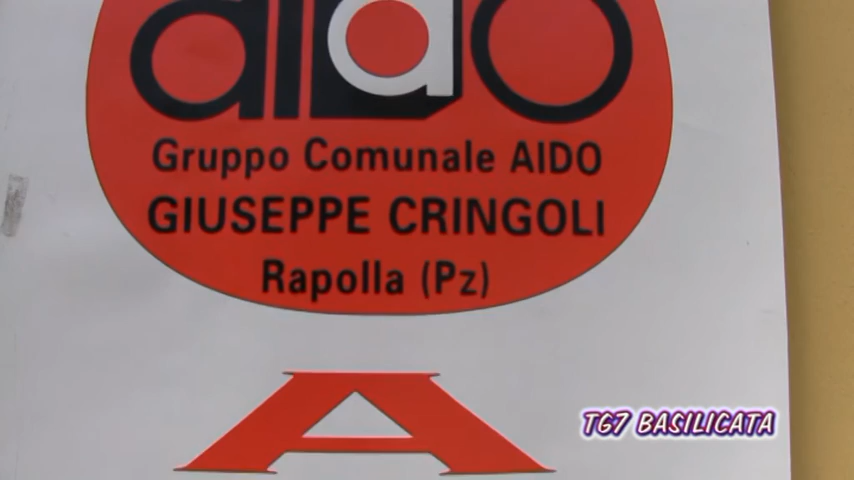 aido
Gruppo Comunale AIDO
GIUSEPPE CRINGOLI
Rapolla (Pz)
A
TG7 BASILICATA